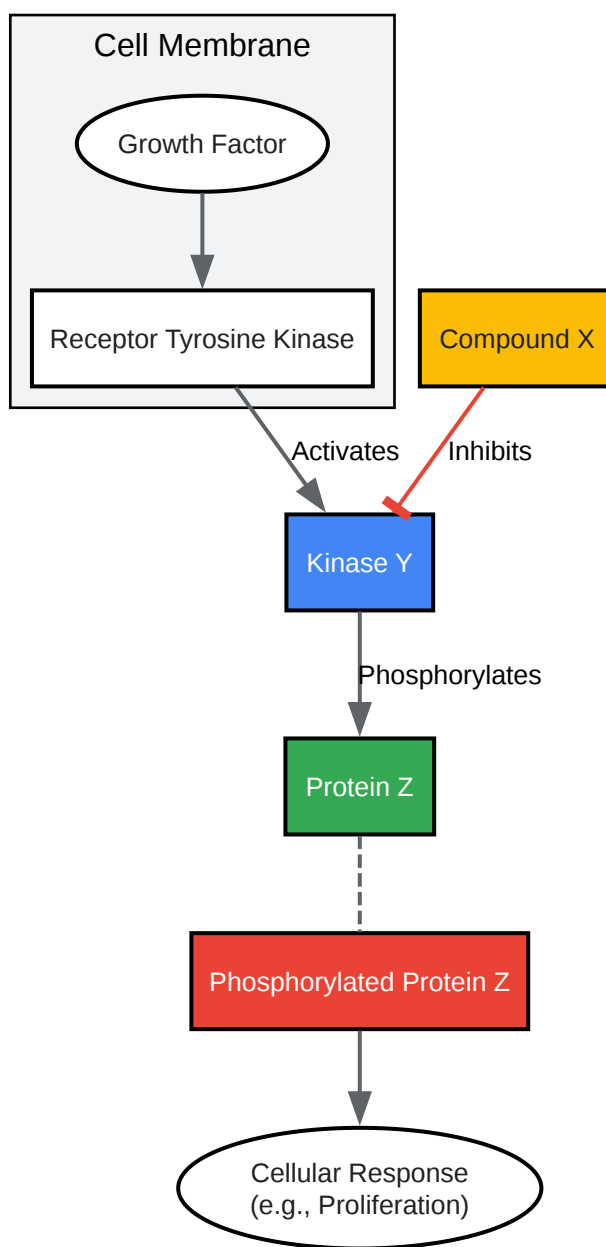 Cell Membrane
Growth Factor
Receptor Tyrosine Kinase
Compound X
Activates
Inhibits
Kinase Y
Phosphorylates
Protein Z
Phosphorylated Protein Z
Cellular Response
(e.g., Proliferation)